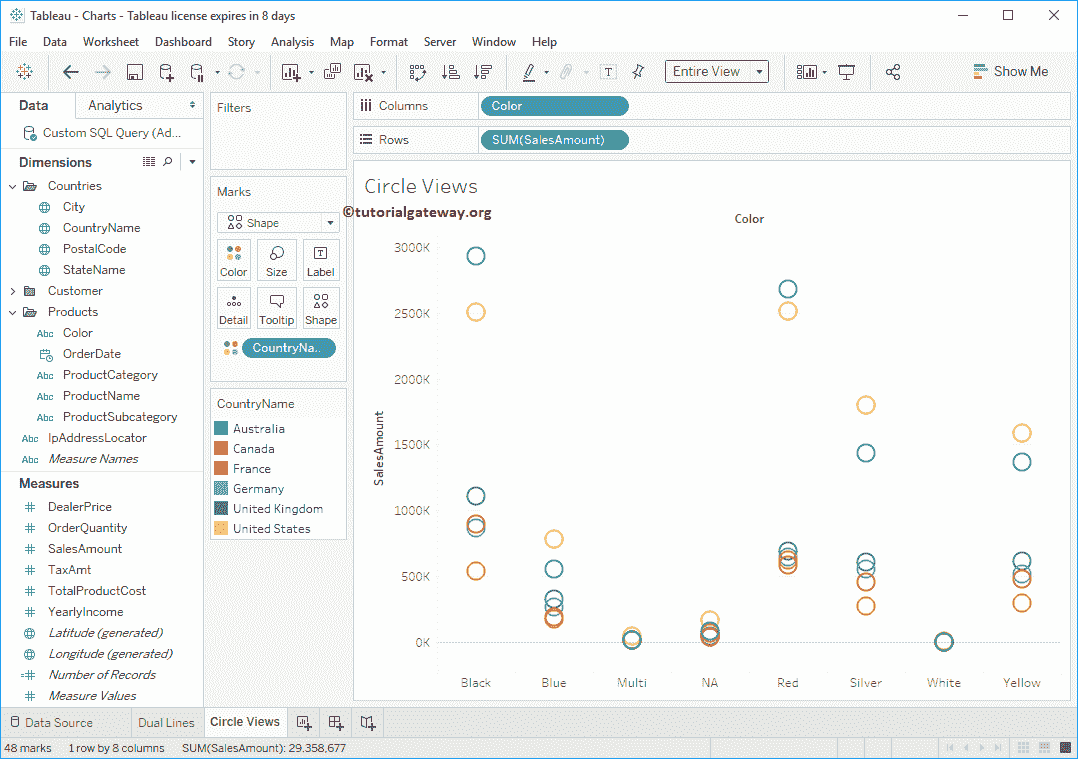 Tableau - Charts - Tableau license expires in 8 days
File Data Worksheet Dashboard Story Analysis Map Format Server Window Help
Entire View
Show Me
Data
Analytics
Custom SQL Query (Ad...
Dimensions
Countries
City
CountryName
PostalCode
StateName
Customer
Products
Abc Color
OrderDate
Abc ProductCategory
Abc ProductName
Abc ProductSubcategory
Abc IpAddressLocator
Abc Measure Names
Measures
# DealerPrice
# OrderQuantity
# SalesAmount
# TaxAmt
# TotalProductCost
# YearlyIncome
Latitude (generated)
Longitude (generated)
=# Number of Records
# Measure Values
Filters
Marks
Shape
Color Size Label
Detail Tooltip Shape
CountryNa..
CountryName
Australia
Canada
France
Germany
United Kingdom
United States
Columns
Color
Rows
SUM(SalesAmount)
Circle Views
©tutorialgateway.org
Color
SalesAmount
3000K
2500K
2000K
1500K
1000K
500K
0K
Black Blue Multi NA Red Silver White Yellow
Data Source Dual Lines Circle Views
48 marks 1 row by 8 columns SUM(SalesAmount): 29,358,677